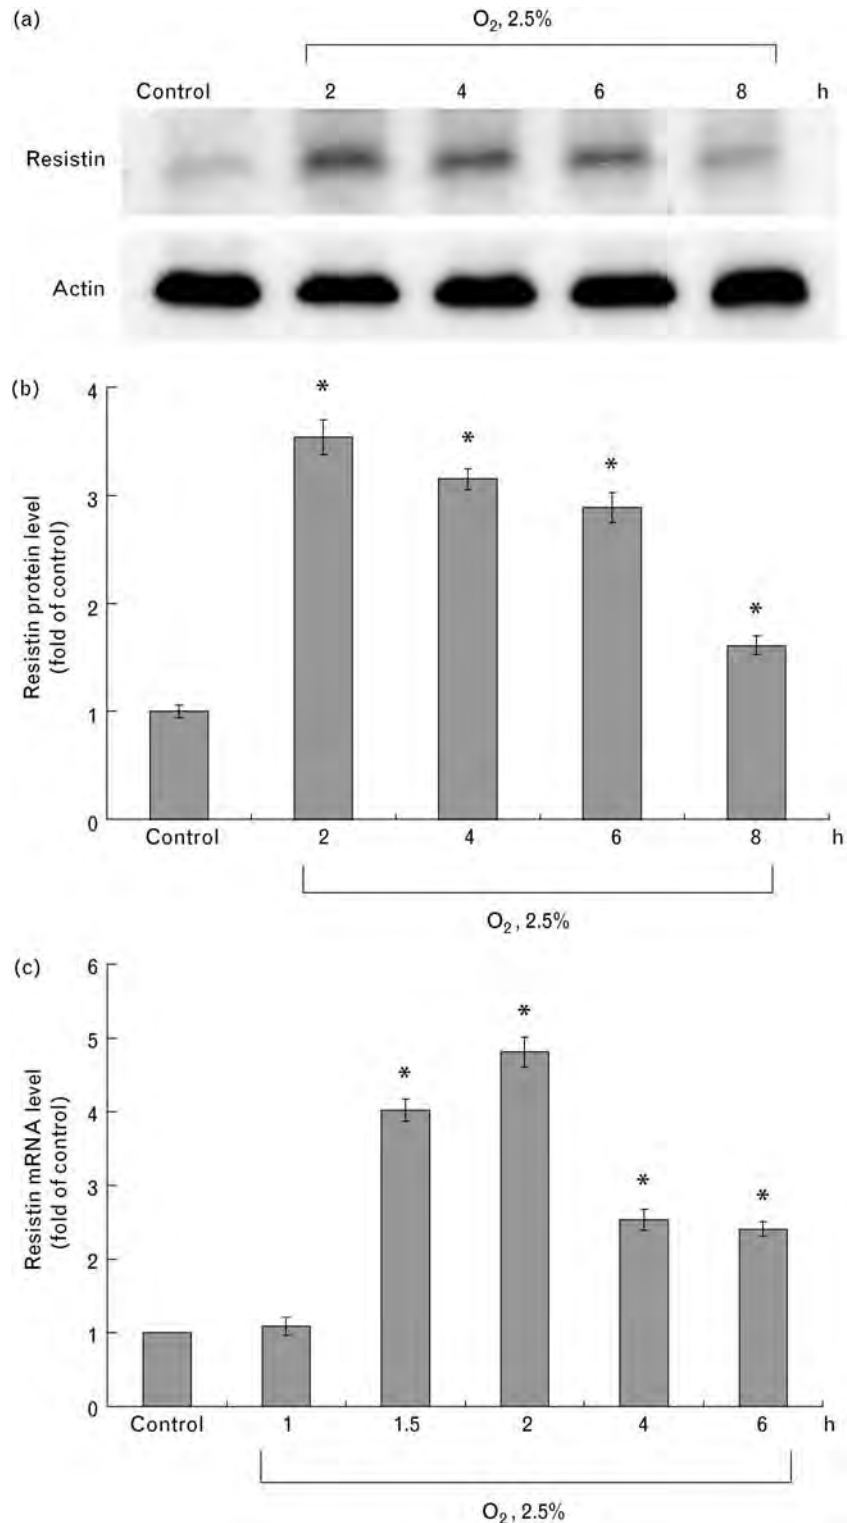 (a)
O₂, 2.5%
Control 2 4 6 8 h
Resistin
Actin
(b)
Resistin protein level
(fold of control)
4
3
2
1
0
* * * *
Control 2 4 6 8 h
O₂, 2.5%
(c)
Resistin mRNA level
(fold of control)
6
5
4
3
2
1
0
* * * *
Control 1 1.5 2 4 6 h
O₂, 2.5%